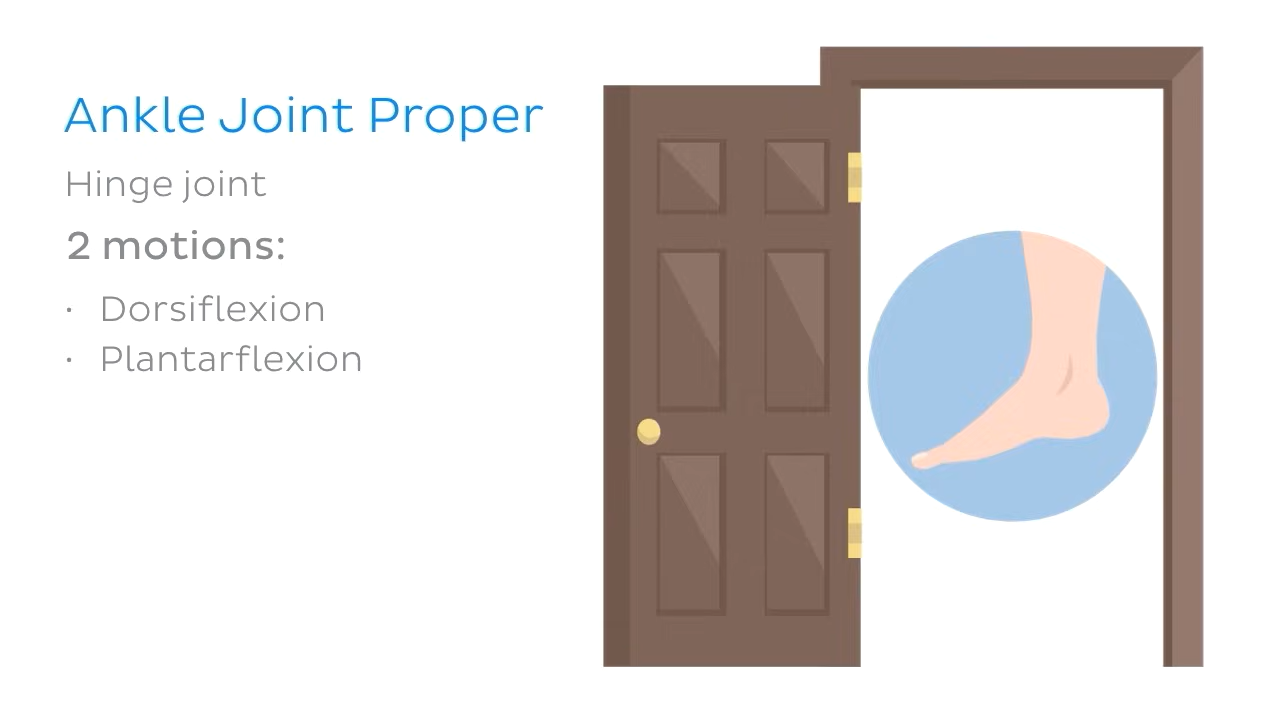 Ankle Joint Proper
Hinge joint
2 motions:
· Dorsiflexion
· Plantarflexion